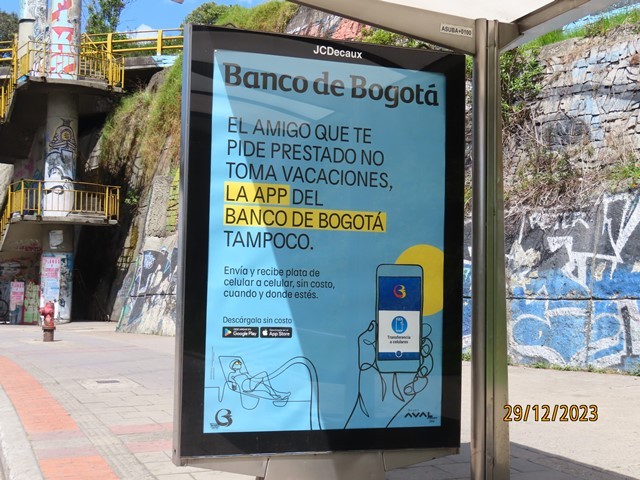 ASUBA+0100
JCDecaux
Banco de Bogotá
EL AMIGO QUE TE
PIDE PRESTADO NO
TOMA VACACIONES,
LA APP DEL
BANCO DE BOGOTÁ
TAMPOCO.
Envía y recibe plata de
celular a celular, sin costo,
cuando y donde estés.
Descárgala sin costo
Google Play
App Store
Transferencia
a celulares
AVAL
29/12/2023